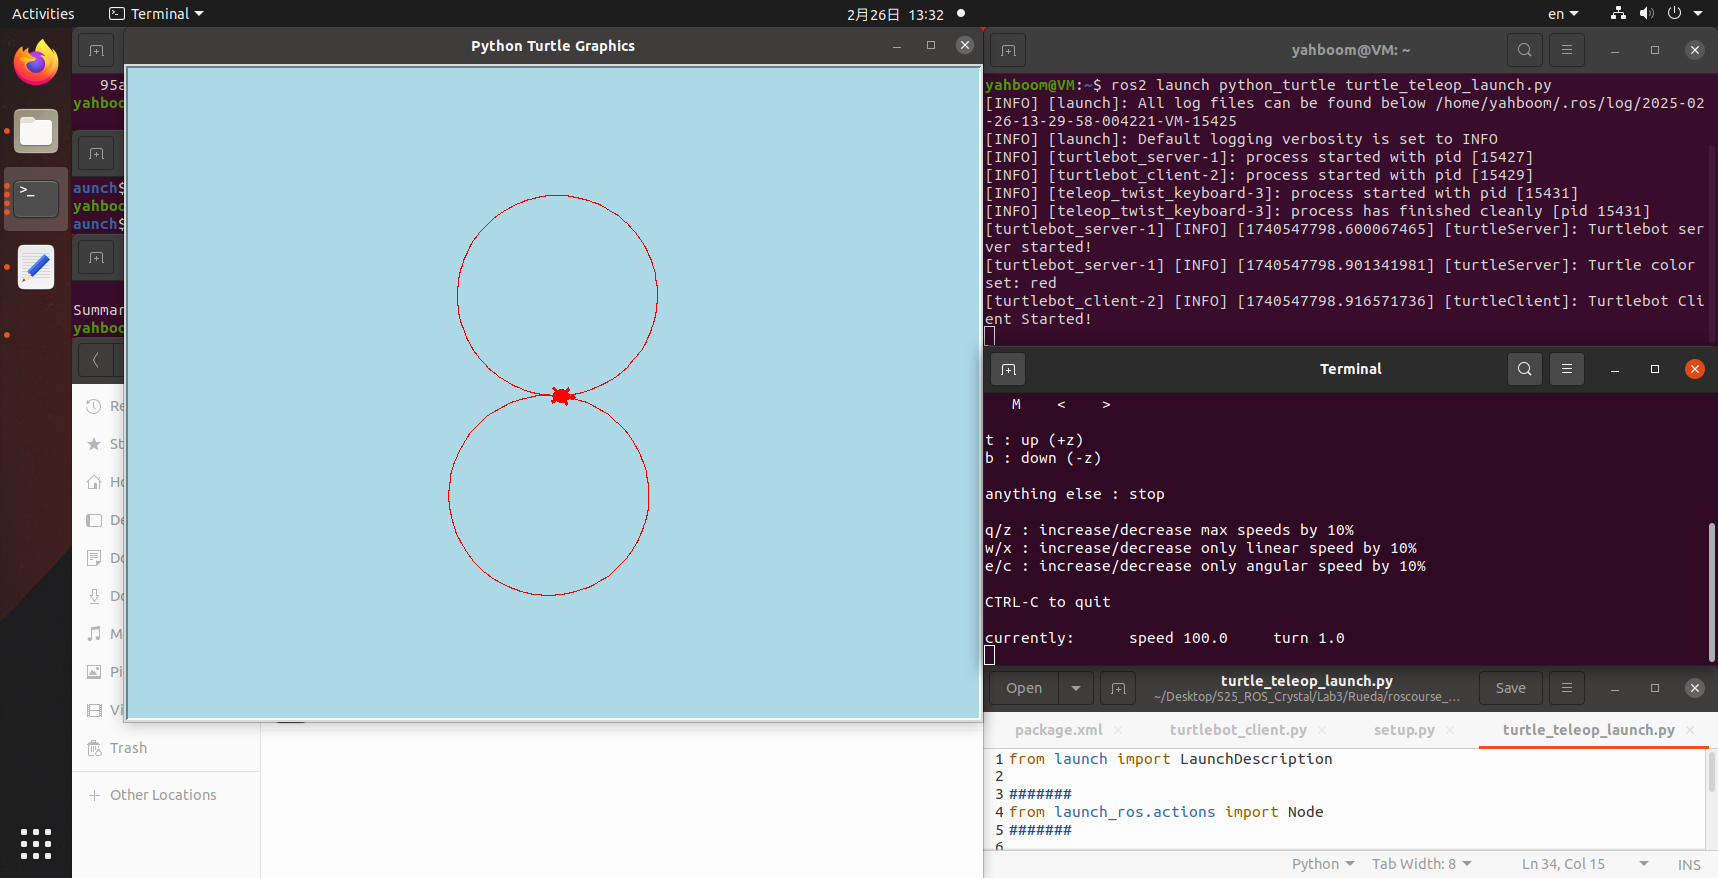 Activities
Terminal
2月26日 13:32
en
Python Turtle Graphics
95a
yahboo
aunch$
yahboo
aunch$
Summar
yahboo
Re
St
Ho
De
Do
Do
M
Pi
Vi
Trash
Other Locations
yahboom@VM: ~
yahboom@VM:~$ ros2 launch python_turtle turtle_teleop_launch.py
[INFO] [launch]: All log files can be found below /home/yahboom/.ros/log/2025-02
-26-13-29-58-004221-VM-15425
[INFO] [launch]: Default logging verbosity is set to INFO
[INFO] [turtlebot_server-1]: process started with pid [15427]
[INFO] [turtlebot_client-2]: process started with pid [15429]
[INFO] [teleop_twist_keyboard-3]: process started with pid [15431]
[INFO] [teleop_twist_keyboard-3]: process has finished cleanly [pid 15431]
[turtlebot_server-1] [INFO] [1740547798.600067465] [turtleServer]: Turtlebot ser
ver started!
[turtlebot_server-1] [INFO] [1740547798.901341981] [turtleServer]: Turtle color
set: red
[turtlebot_client-2] [INFO] [1740547798.916571736] [turtleClient]: Turtlebot Cli
ent Started!
Terminal
M < >
t : up (+z)
b : down (-z)
anything else : stop
q/z : increase/decrease max speeds by 10%
w/x : increase/decrease only linear speed by 10%
e/c : increase/decrease only angular speed by 10%
CTRL-C to quit
currently: speed 100.0 turn 1.0
Open
turtle_teleop_launch.py
~/Desktop/S25_ROS_Crystal/Lab3/Rueda/roscourse_...
Save
package.xml
turtlebot_client.py
setup.py
turtle_teleop_launch.py
1 from launch import LaunchDescription
2
3 #######
4 from launch_ros.actions import Node
5 #######
6
Python
Tab Width: 8
Ln 34, Col 15
INS